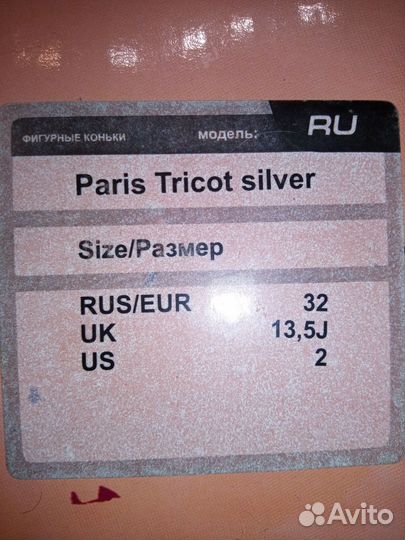 ФИГУРНЫЕ КОНЬКИ модель: RU
Paris Tricot silver
Size/Размер
RUS/EUR 32
UK 13,5J
US 2
Avito